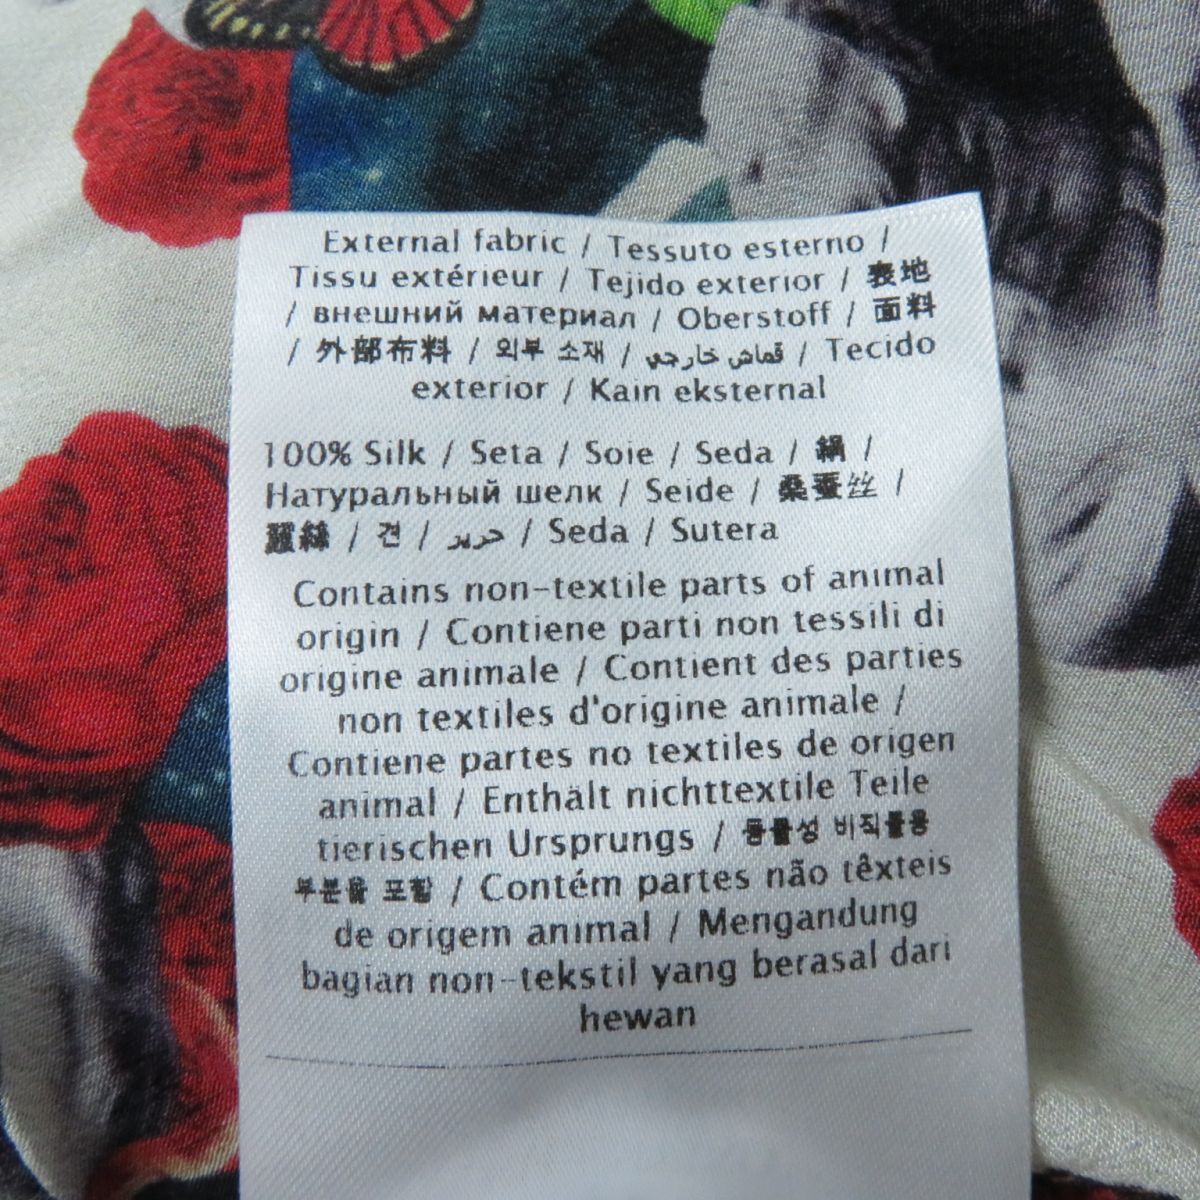 External fabric / Tessuto esterno /
Tissu extérieur / Tejido exterior / 表地
/ внешний материал / Oberstoff / 面料
/ 外部布料 / 외부 소재 / قماش خارجي / Tecido
exterior / Kain eksternal
100% Silk / Seta / Soie / Seda / 絹 /
Натуральный шелк / Seide / 桑蚕丝 /
蠶絲 / 견 / حرير / Seda / Sutera
Contains non-textile parts of animal
origin / Contiene parti non tessili di
origine animale / Contient des parties
non textiles d'origine animale /
Contiene partes no textiles de origen
animal / Enthält nichttextile Teile
tierischen Ursprungs / 동물성 비직물용
부분을 포함 / Contém partes não têxteis
de origem animal / Mengandung
bagian non-tekstil yang berasal dari
hewan